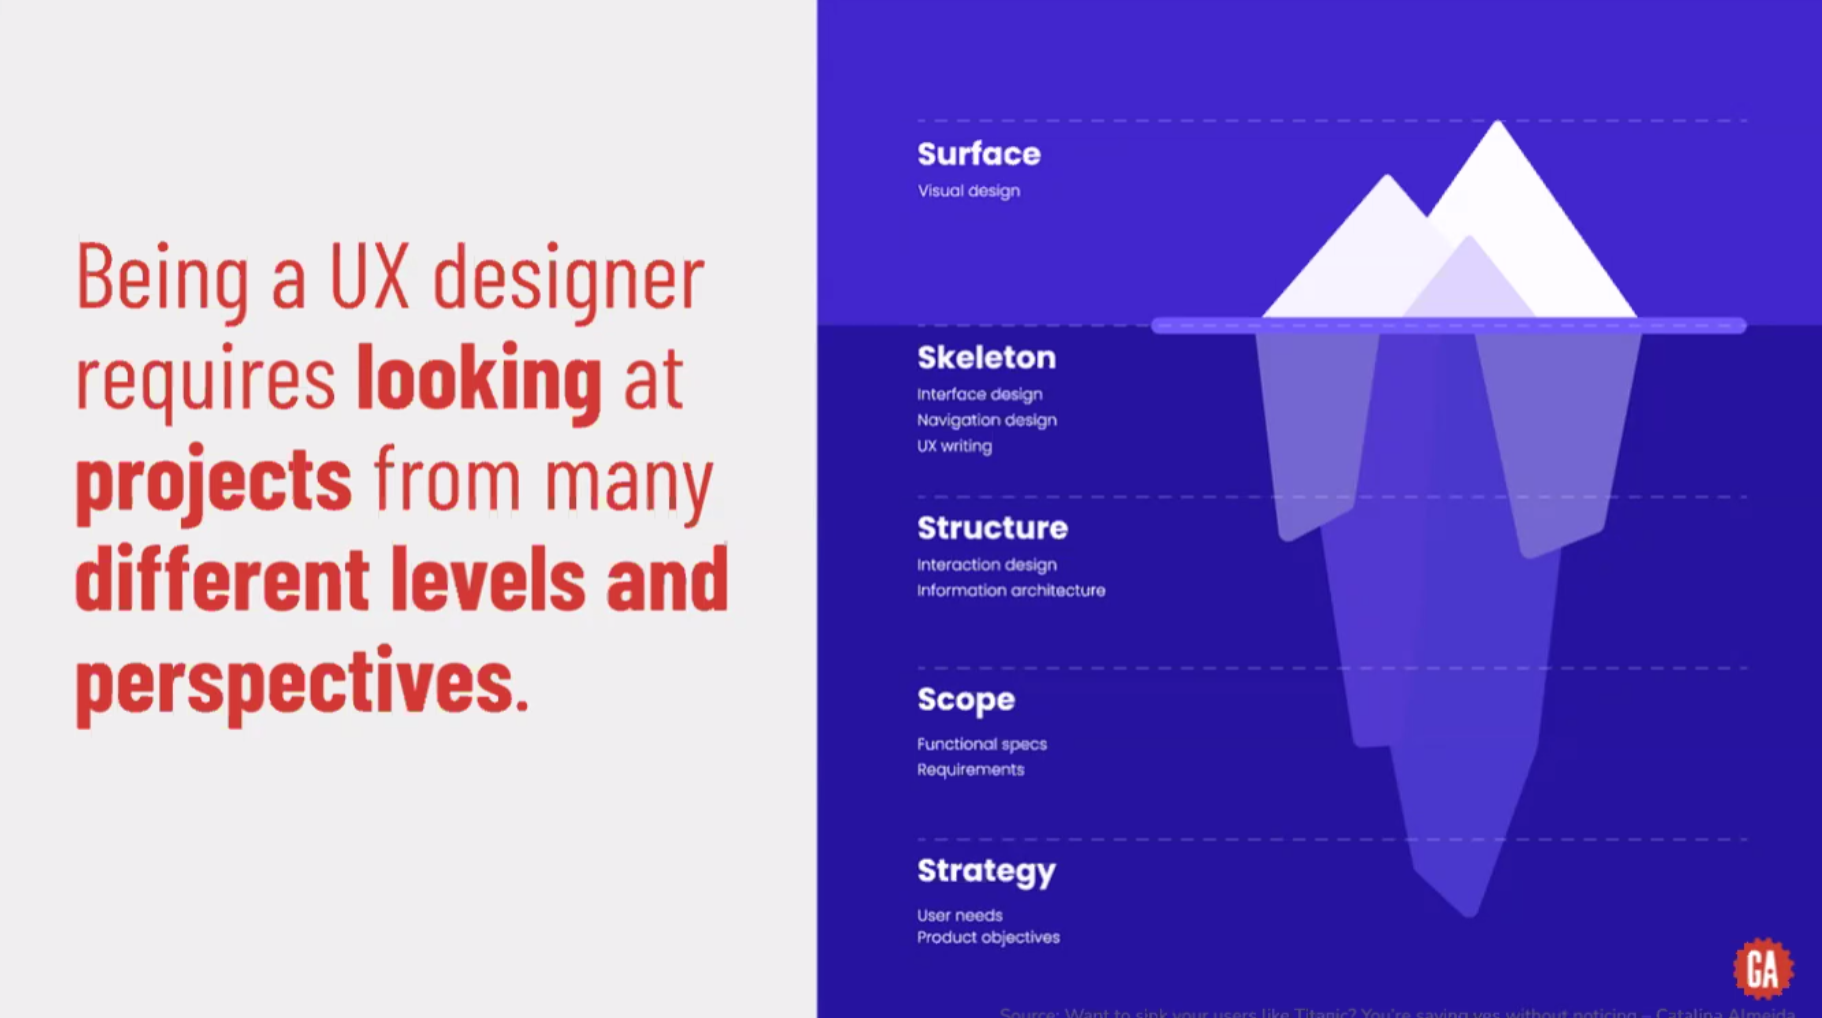 Being a UX designer
requires looking at
projects from many
different levels and
perspectives.
Surface
Visual design
Skeleton
Interface design
Navigation design
UX writing
Structure
Interaction design
Information architecture
Scope
Functional specs
Requirements
Strategy
User needs
Product objectives
GA
Source: Want to sink your users like Titanic? You're saying yes without noticing – Catalina Almeida